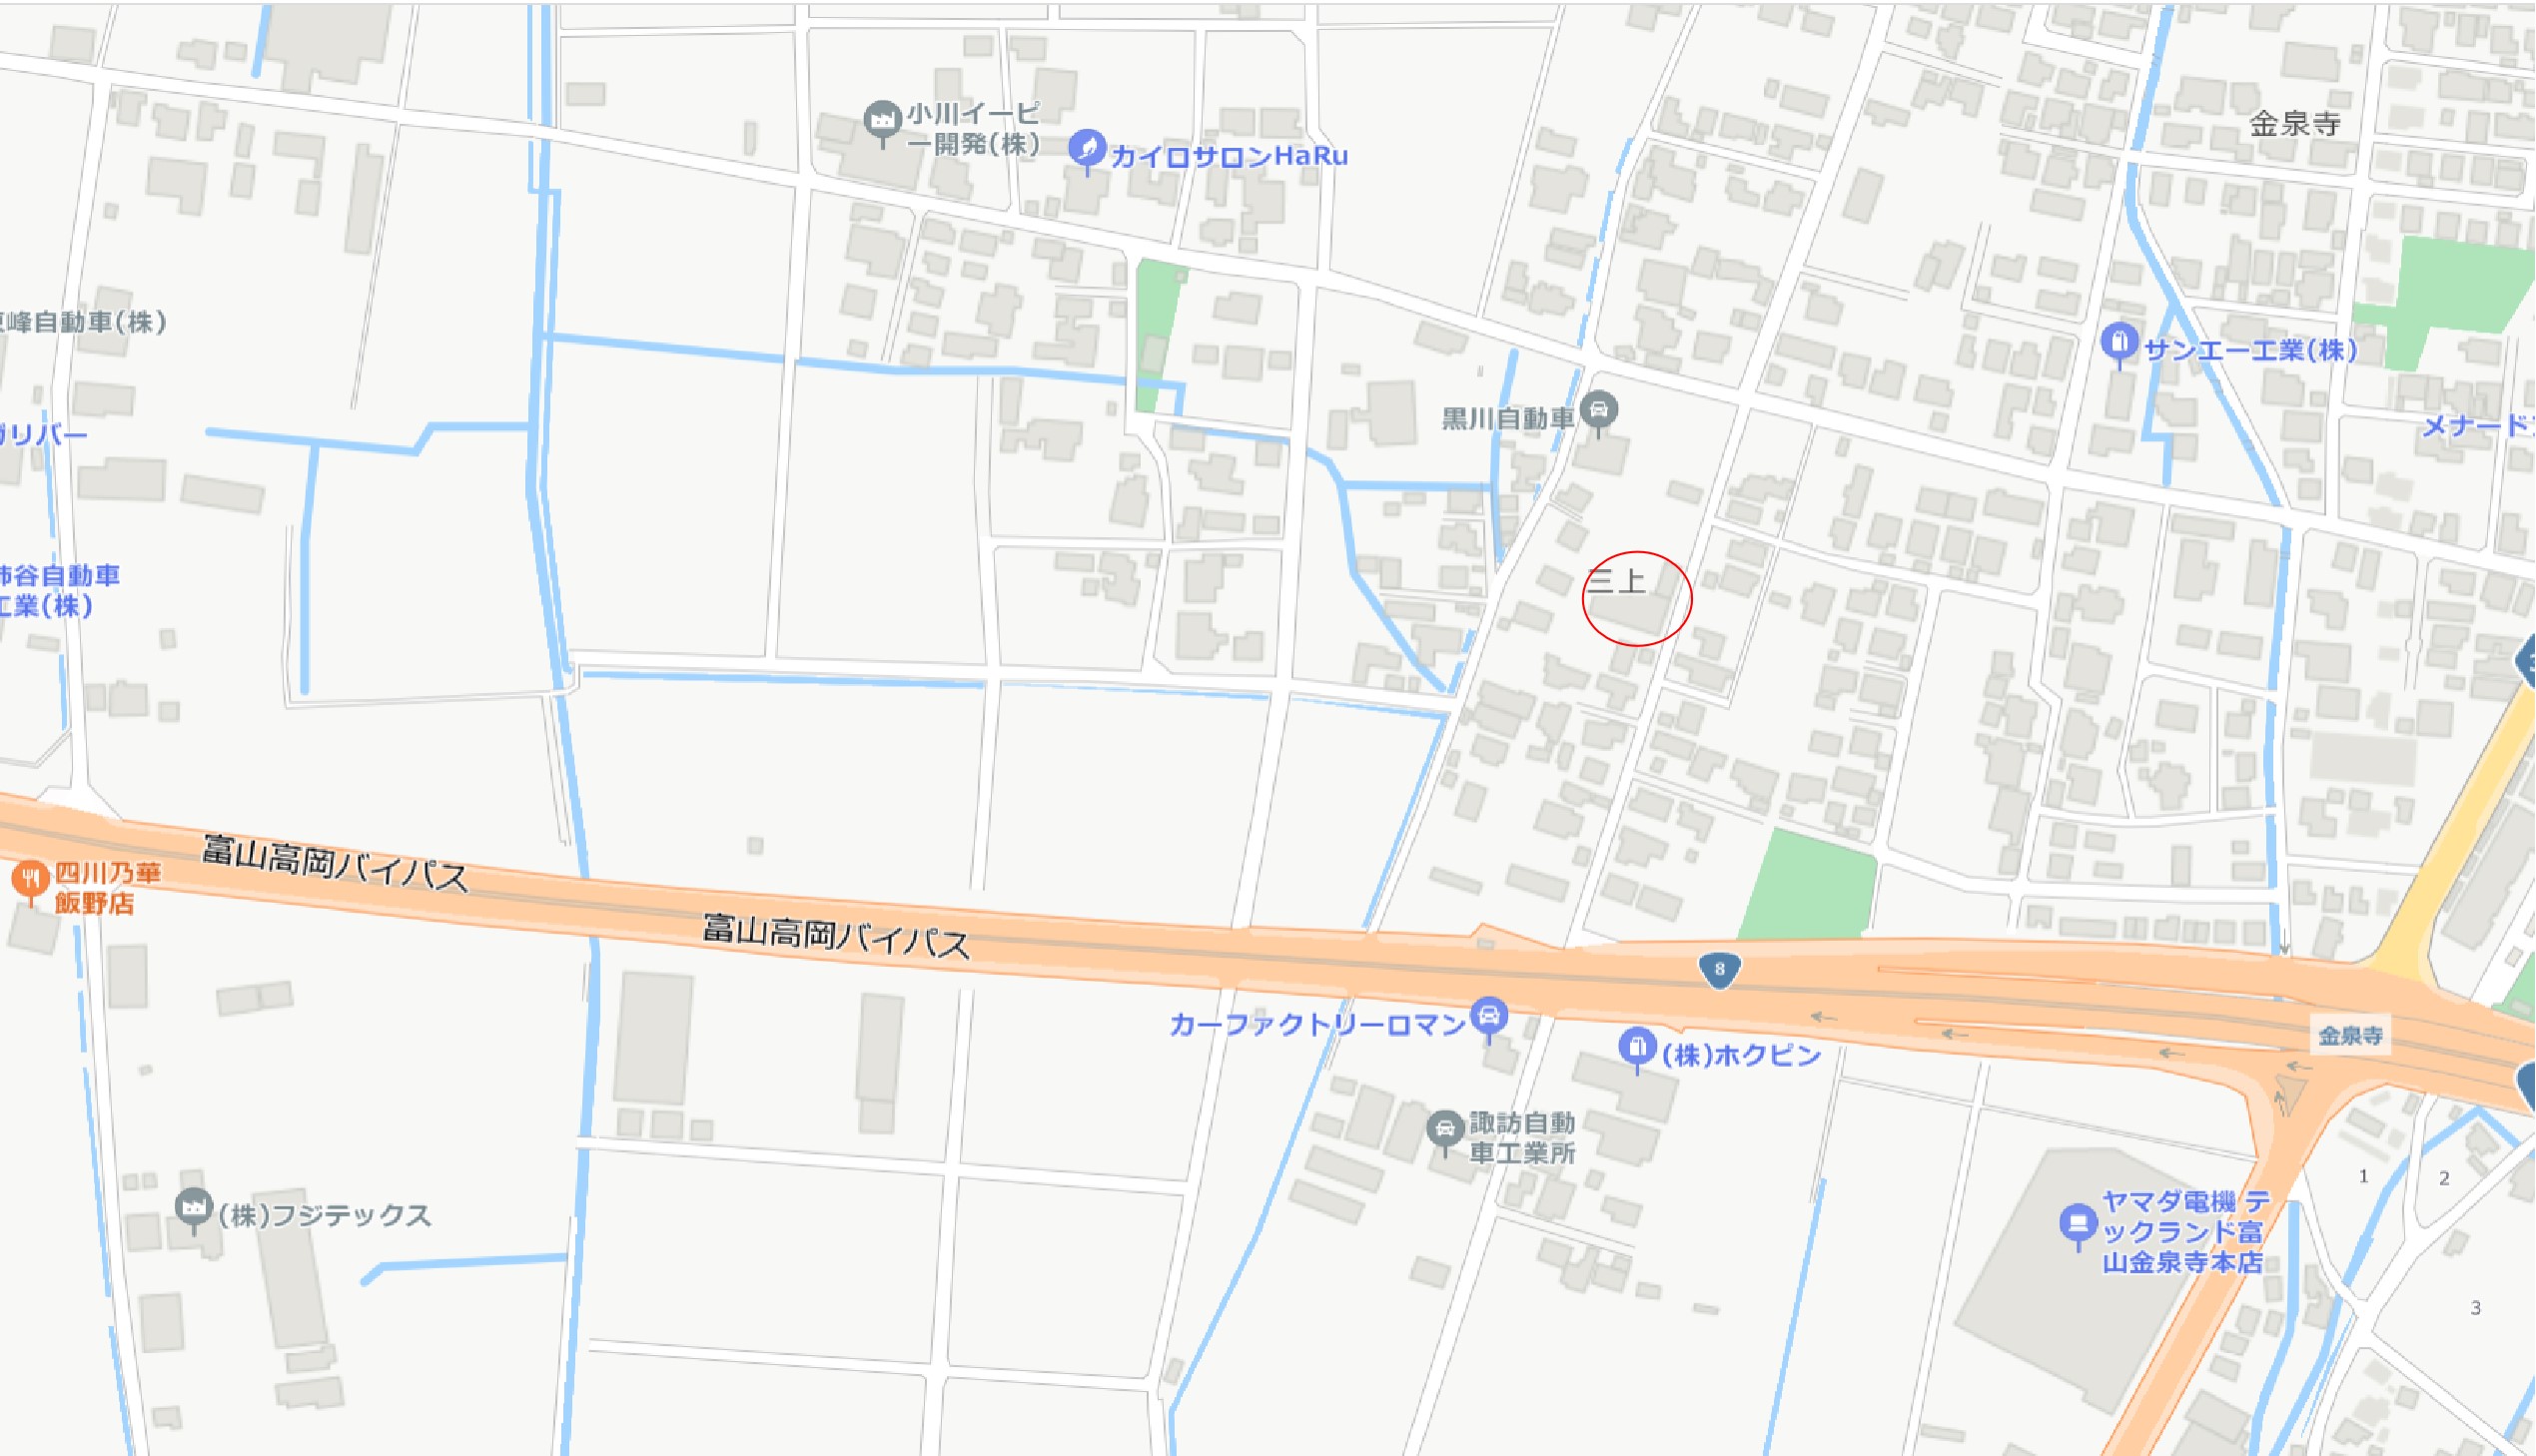 小川イーピ
ー開発(株)
カイロサロンHaRu
金泉寺
峰自動車(株)
サンエー工業(株)
リバー
黒川自動車
メナード
谷自動車
工業(株)
三上
富山高岡バイパス
四川乃華
飯野店
富山高岡バイパス
8
カーファクトリーロマン
(株)ホクピン
金泉寺
諏訪自動
車工業所
1
2
(株)フジテックス
ヤマダ電機 テ
ックランド富
山金泉寺本店
3